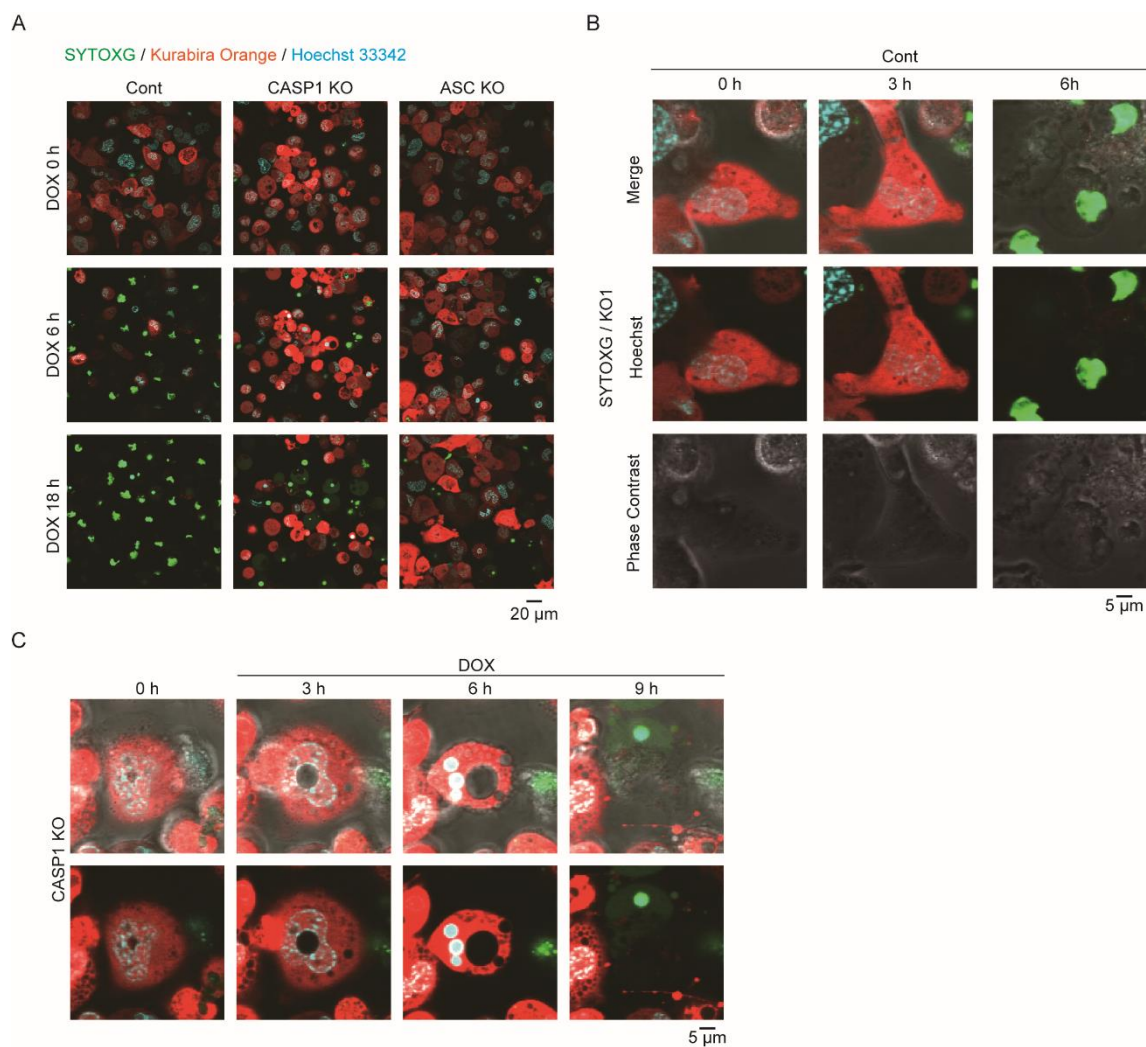 A
SYTOXG / Kurabira Orange / Hoechst 33342
Cont CASP1 KO ASC KO
DOX 0 h
DOX 6 h
DOX 18 h
20 µm
B
Cont
0 h 3 h 6h
Merge
SYTOXG / KO1
Hoechst
Phase Contrast
5 µm
C
DOX
0 h 3 h 6 h 9 h
CASP1 KO
5 µm